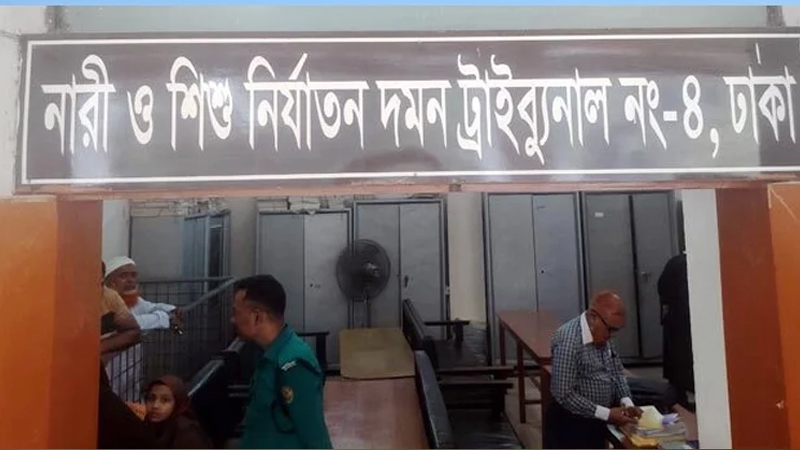 নারী ও শিশু নির্যাতন দমন ট্রাইব্যুনাল নং-৪, ঢাকা